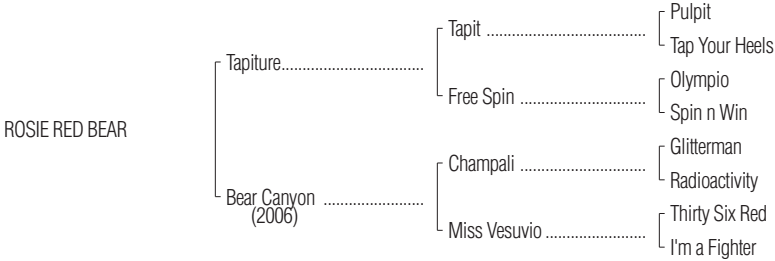 Pulpit
Tapit ................................
Tap Your Heels
Tapiture....................................
Olympio
Free Spin ................................
Spin n Win
ROSIE RED BEAR
Glitterman
Champali ................................
Radioactivity
Bear Canyon .........................
(2006)
Thirty Six Red
Miss Vesuvio .........................
I'm a Fighter